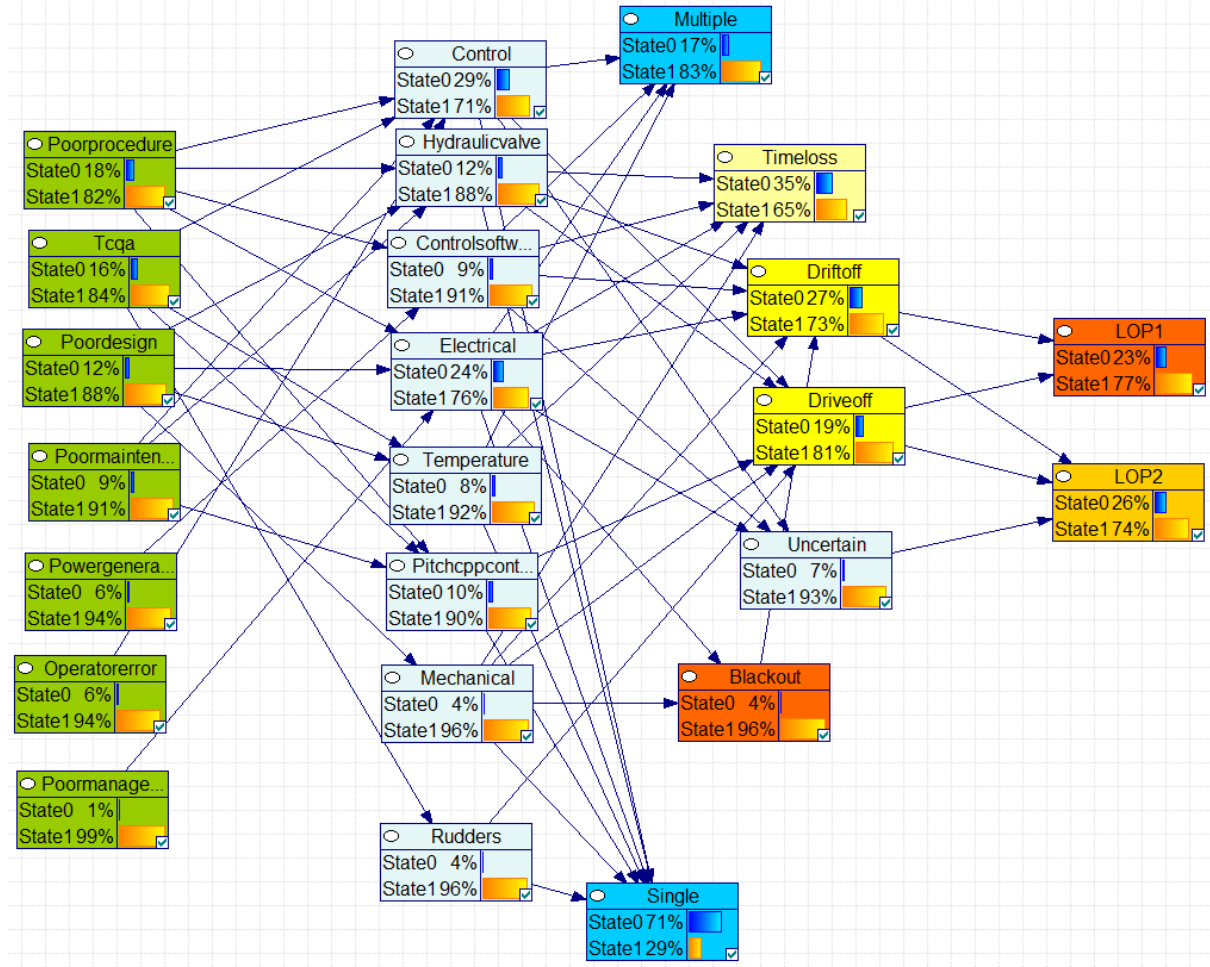 Multiple
State0 17%
State1 83%
Control
State0 29%
State1 71%
Poorprocedure
State0 18%
State1 82%
Hydraulicvalve
State0 12%
State1 88%
Timeloss
State0 35%
State1 65%
Tcqa
State0 16%
State1 84%
Controlsoftw...
State0 9%
State1 91%
Driftoff
State0 27%
State1 73%
Poordesign
State0 12%
State1 88%
Electrical
State0 24%
State1 76%
LOP1
State0 23%
State1 77%
Driveoff
State0 19%
State1 81%
Poormainten...
State0 9%
State1 91%
Temperature
State0 8%
State1 92%
LOP2
State0 26%
State1 74%
Uncertain
State0 7%
State1 93%
Powergenera...
State0 6%
State1 94%
Pitchcppcont...
State0 10%
State1 90%
Operatorerror
State0 6%
State1 94%
Mechanical
State0 4%
State1 96%
Blackout
State0 4%
State1 96%
Poormanage...
State0 1%
State1 99%
Rudders
State0 4%
State1 96%
Single
State0 71%
State1 29%